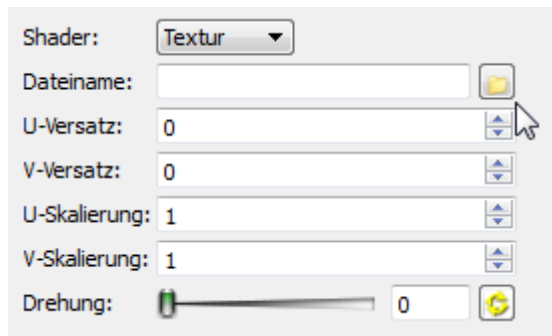 Shader: Textur
Dateiname:
U-Versatz: 0
V-Versatz: 0
U-Skalierung: 1
V-Skalierung: 1
Drehung: 0